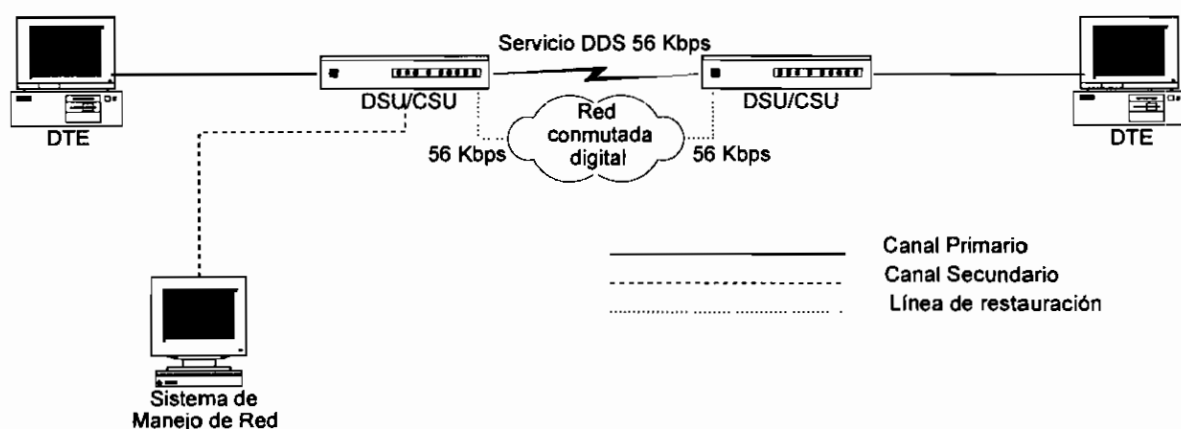 Servicio DDS 56 Kbps
DTE
DSU/CSU
DSU/CSU
DTE
Red
conmutada
digital
56 Kbps
56 Kbps
Canal Primario
Canal Secundario
Línea de restauración
Sistema de
Manejo de Red